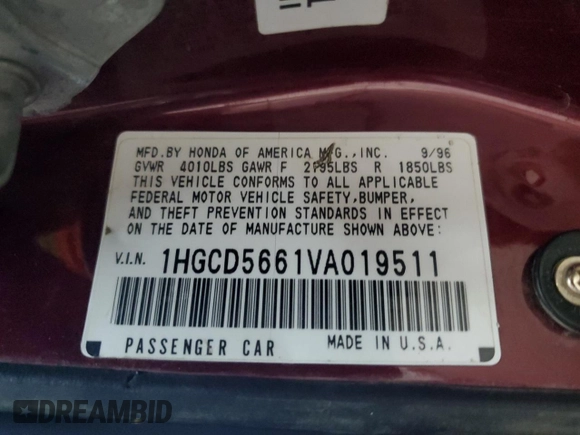 MFD.BY HONDA OF AMERICA MFG.,INC. 9/96
GVWR 4010LBS GAWR F 2195LBS R 1850LBS
THIS VEHICLE CONFORMS TO ALL APPLICABLE
FEDERAL MOTOR VEHICLE SAFETY,BUMPER,
AND THEFT PREVENTION STANDARDS IN EFFECT
ON THE DATE OF MANUFACTURE SHOWN ABOVE:
V.I.N. 1HGCD5661VA019511
PASSENGER CAR MADE IN U.S.A.
DREAMBID